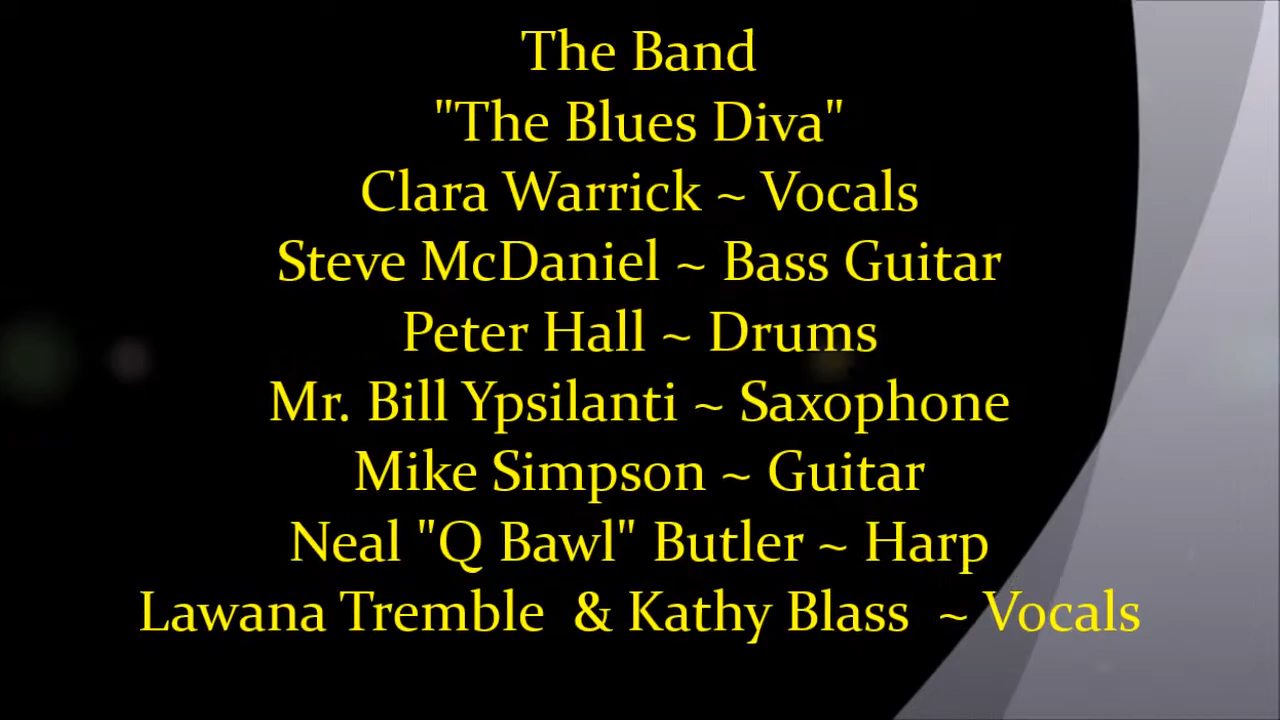 The Band
"The Blues Diva"
Clara Warrick ~ Vocals
Steve McDaniel ~ Bass Guitar
Peter Hall ~ Drums
Mr. Bill Ypsilanti ~ Saxophone
Mike Simpson ~ Guitar
Neal "Q Bawl" Butler ~ Harp
Lawana Tremble & Kathy Blass ~ Vocals